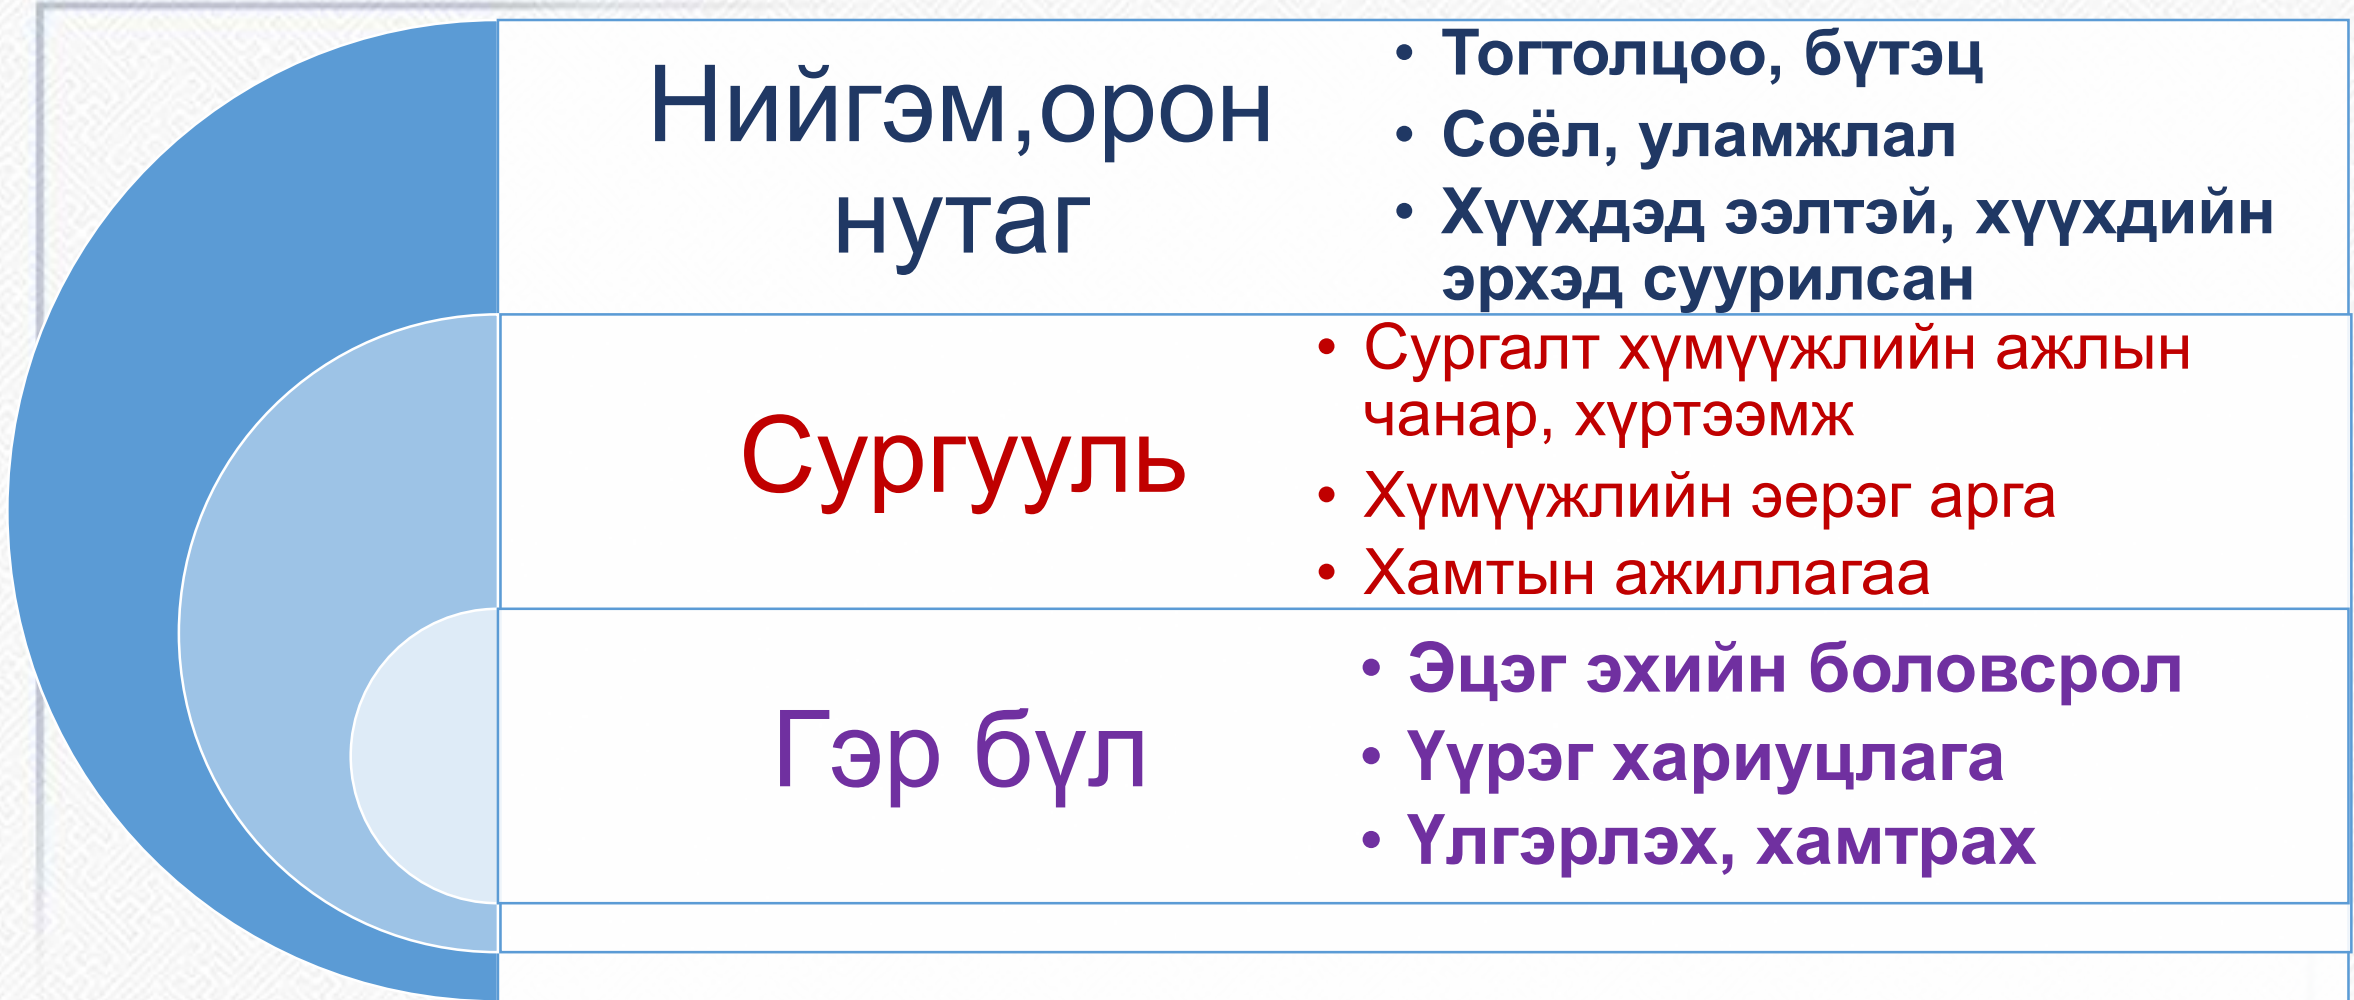 Нийгэм,орон
нутаг
• Тогтолцоо, бүтэц
• Соёл, уламжлал
• Хүүхдэд ээлтэй, хүүхдийн
эрхэд суурилсан
Сургууль
• Сургалт хүмүүжлийн ажлын
чанар, хүртээмж
• Хүмүүжлийн эерэг арга
• Хамтын ажиллагаа
Гэр бүл
• Эцэг эхийн боловсрол
• Үүрэг хариуцлага
• Үлгэрлэх, хамтрах